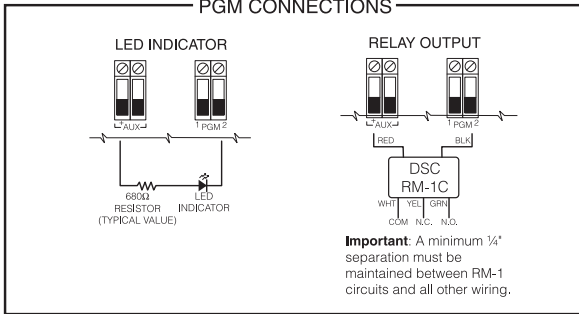 PGM CONNECTIONS
LED INDICATOR
+AUX- 1 PGM 2
680Ω
RESISTOR
(TYPICAL VALUE)
LED
INDICATOR
RELAY OUTPUT
+AUX- 1 PGM 2
RED BLK
DSC
RM-1C
WHT YEL GRN
COM N.C. N.O.
Important: A minimum ¼"
separation must be
maintained between RM-1
circuits and all other wiring.